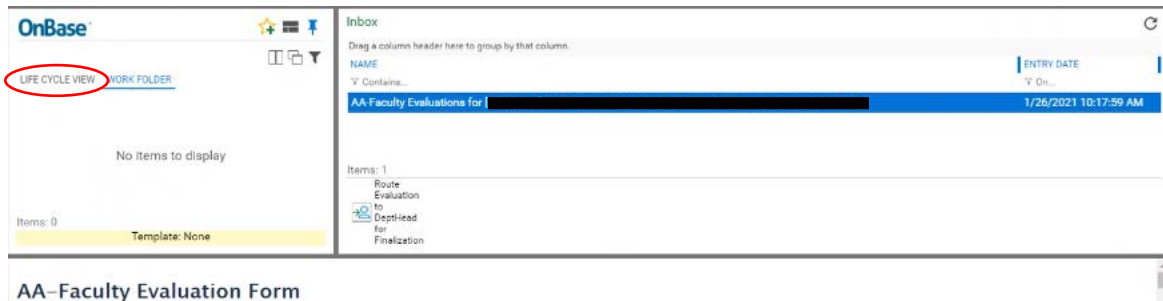 OnBase
LIFE CYCLE VIEW WORK FOLDER
No items to display
Items: 0
Template: None
Inbox
Drag a column header here to group by that column.
NAME ENTRY DATE
Contains... On...
AA-Faculty Evaluations for 1/26/2021 10:17:59 AM
Items: 1
Route
Evaluation
to
DeptHead
for
Finalization
AA-Faculty Evaluation Form